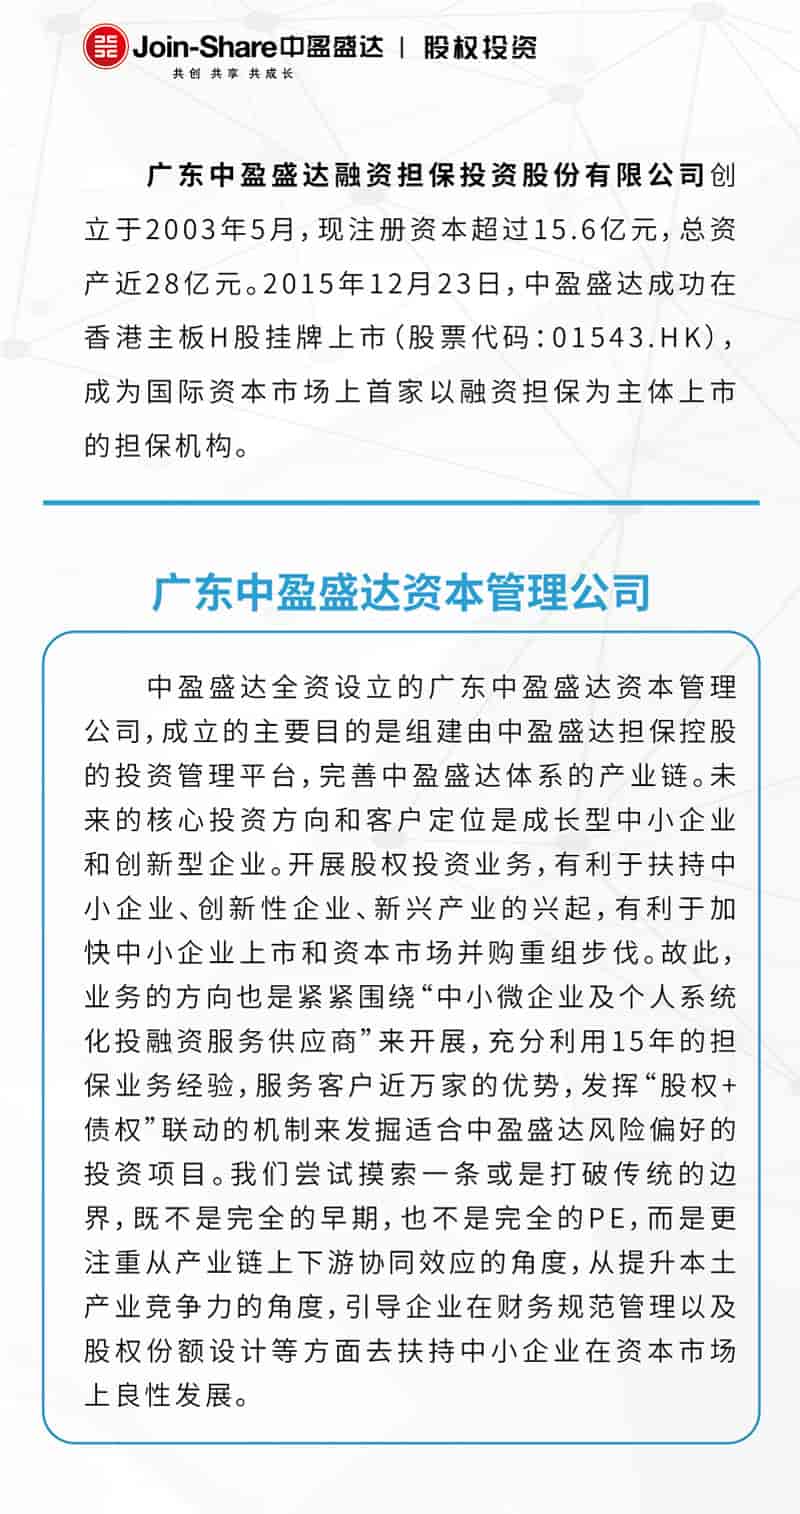 Join-Share中盈盛达 | 股权投资
共创 共享 共成长
广东中盈盛达融资担保投资股份有限公司创
立于2003年5月，现注册资本超过15.6亿元，总资
产近28亿元。2015年12月23日，中盈盛达成功在
香港主板H股挂牌上市（股票代码：01543.HK），
成为国际资本市场上首家以融资担保为主体上市
的担保机构。
广东中盈盛达资本管理公司
中盈盛达全资设立的广东中盈盛达资本管理
公司，成立的主要目的是组建由中盈盛达担保控股
的投资管理平台，完善中盈盛达体系的产业链。未
来的核心投资方向和客户定位是成长型中小企业
和创新型企业。开展股权投资业务，有利于扶持中
小企业、创新性企业、新兴产业的兴起，有利于加
快中小企业上市和资本市场并购重组步伐。故此，
业务的方向也是紧紧围绕“中小微企业及个人系统
化投融资服务供应商”来开展，充分利用15年的担
保业务经验，服务客户近万家的优势，发挥“股权+
债权”联动的机制来发掘适合中盈盛达风险偏好的
投资项目。我们尝试摸索一条或是打破传统的边
界，既不是完全的早期，也不是完全的PE，而是更
注重从产业链上下游协同效应的角度，从提升本土
产业竞争力的角度，引导企业在财务规范管理以及
股权份额设计等方面去扶持中小企业在资本市场
上良性发展。